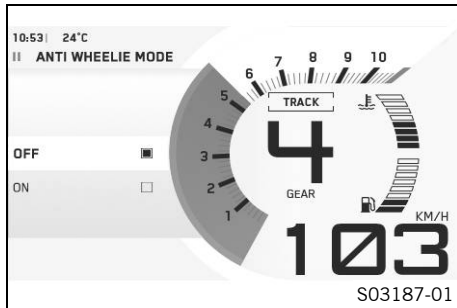 10:53| 24°C
II ANTI WHEELIE MODE
OFF
ON
1
2
3
4
5
6
7
8
9
10
TRACK
4
GEAR
KM/H
103
S03187-01